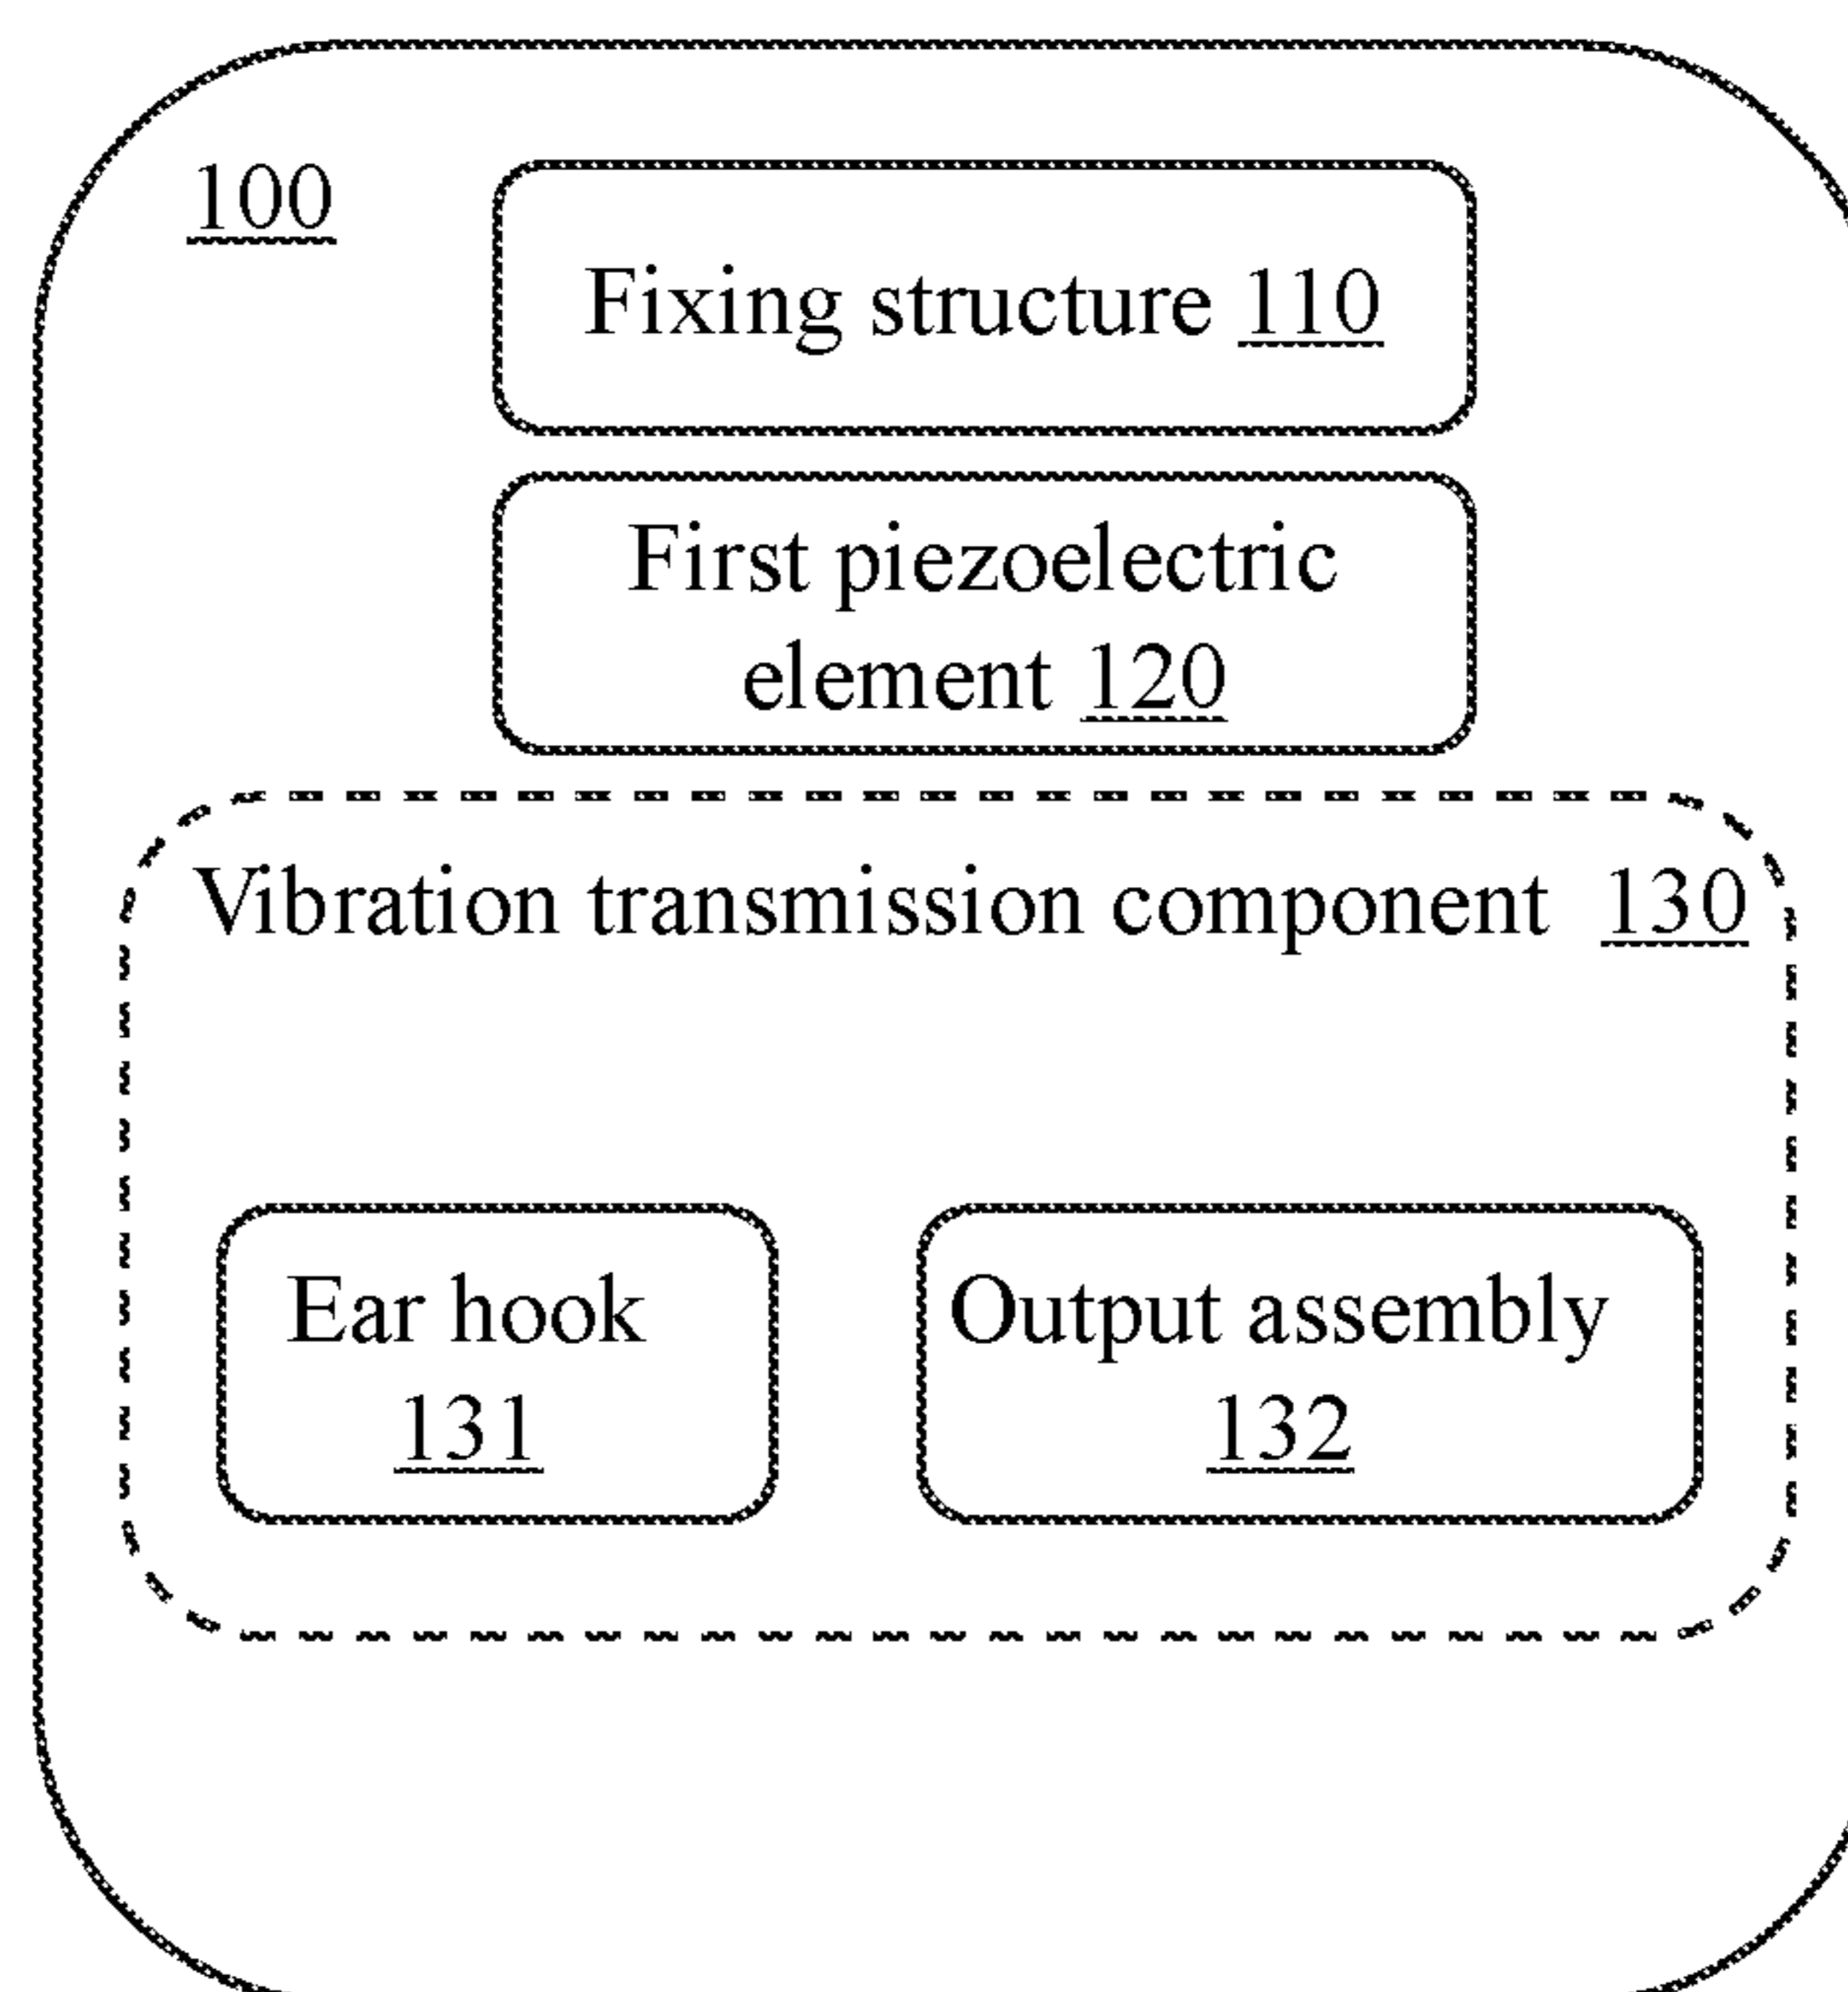 100
Fixing structure 110
First piezoelectric
element 120
Vibration transmission component 130
Ear hook
131
Output assembly
132